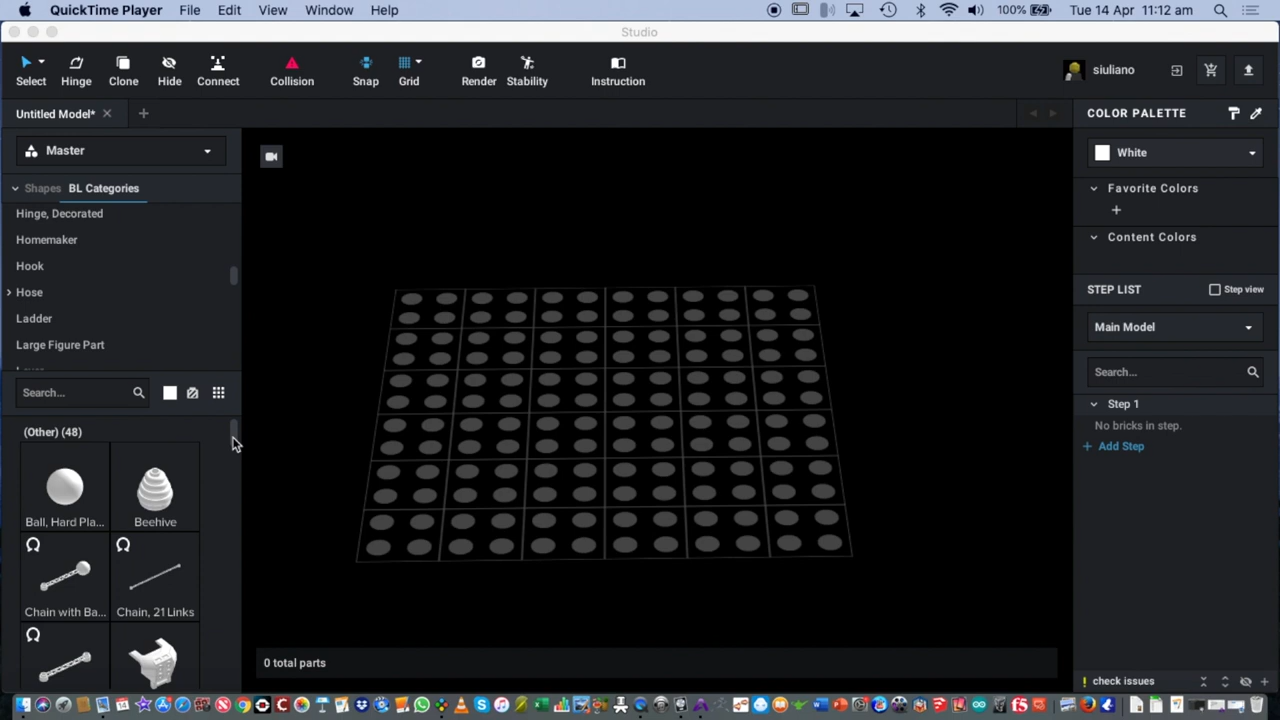 QuickTime Player File Edit View Window Help 100% Tue 14 Apr 11:12 am
Studio
Select Hinge Clone Hide Connect Collision Snap Grid Render Stability Instruction siuliano
Untitled Model*
COLOR PALETTE
Master
White
Shapes BL Categories
Favorite Colors
Hinge, Decorated
Homemaker
Content Colors
Hook
Hose
STEP LIST Step view
Ladder
Main Model
Large Figure Part
Search...
Search...
Step 1
No bricks in step.
(Other) (48)
Add Step
Ball, Hard Pla... Beehive
Chain with Ba... Chain, 21 Links
0 total parts
check issues